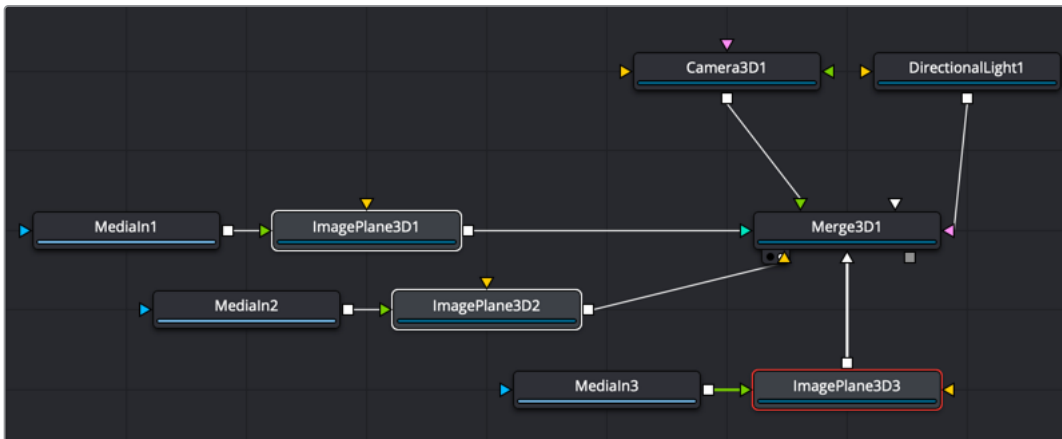 Camera3D1
DirectionalLight1
MediaIn1
ImagePlane3D1
Merge3D1
MediaIn2
ImagePlane3D2
MediaIn3
ImagePlane3D3